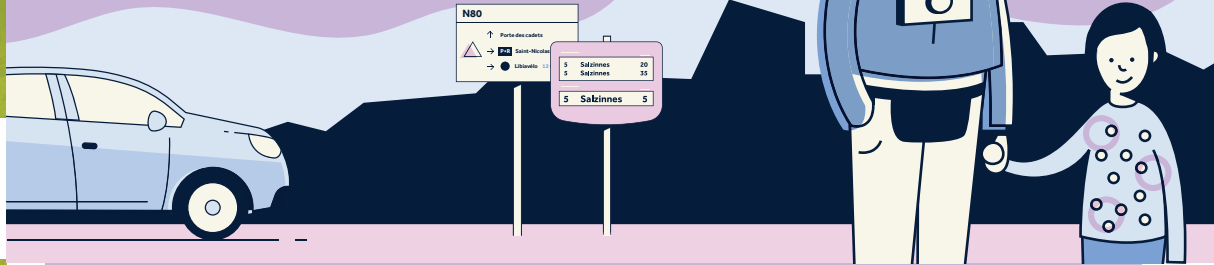 N80
Porte des cadets
P+R Saint-Nicolas
Libiavélo
5 Salzinnes 20
5 Salzinnes 35
5 Salzinnes 5